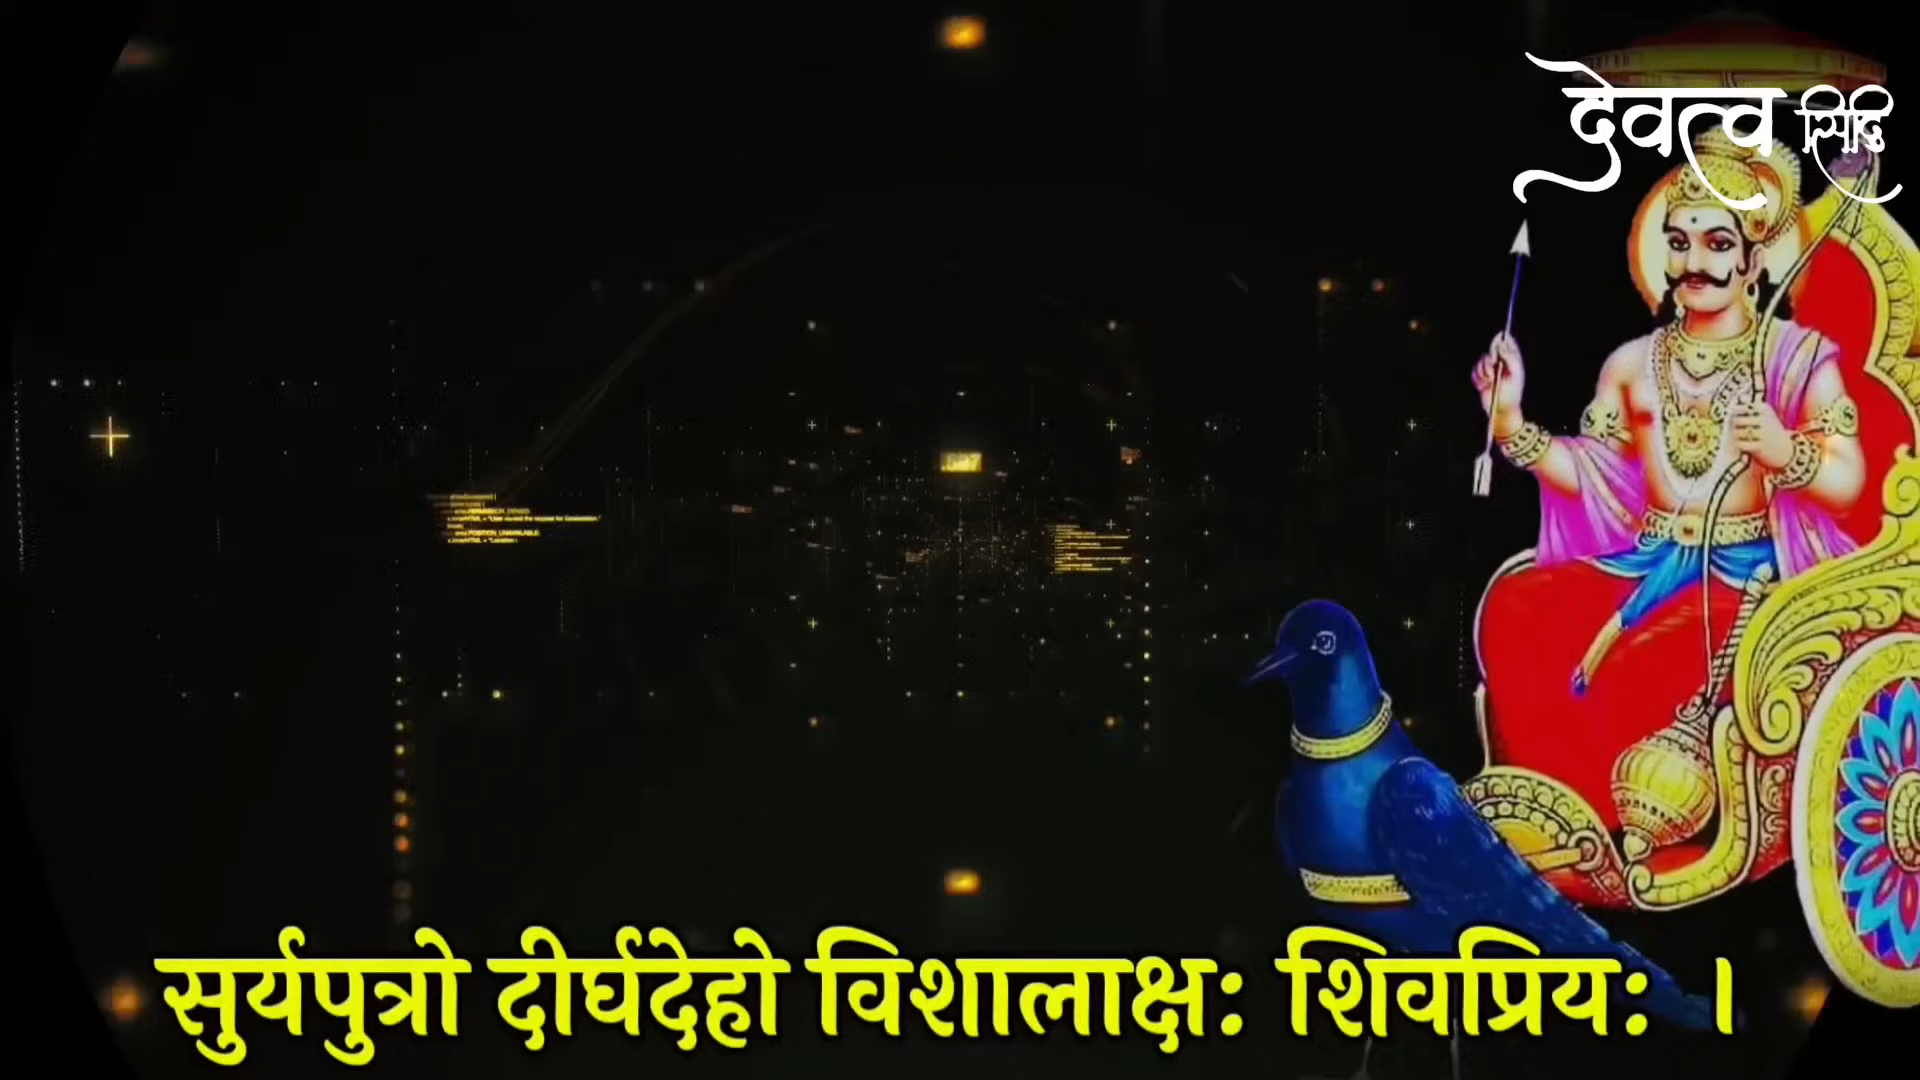 देवत्व सिद्धि
सुर्यपुत्रो दीर्घदेहो विशालाक्षः शिवप्रियः ।